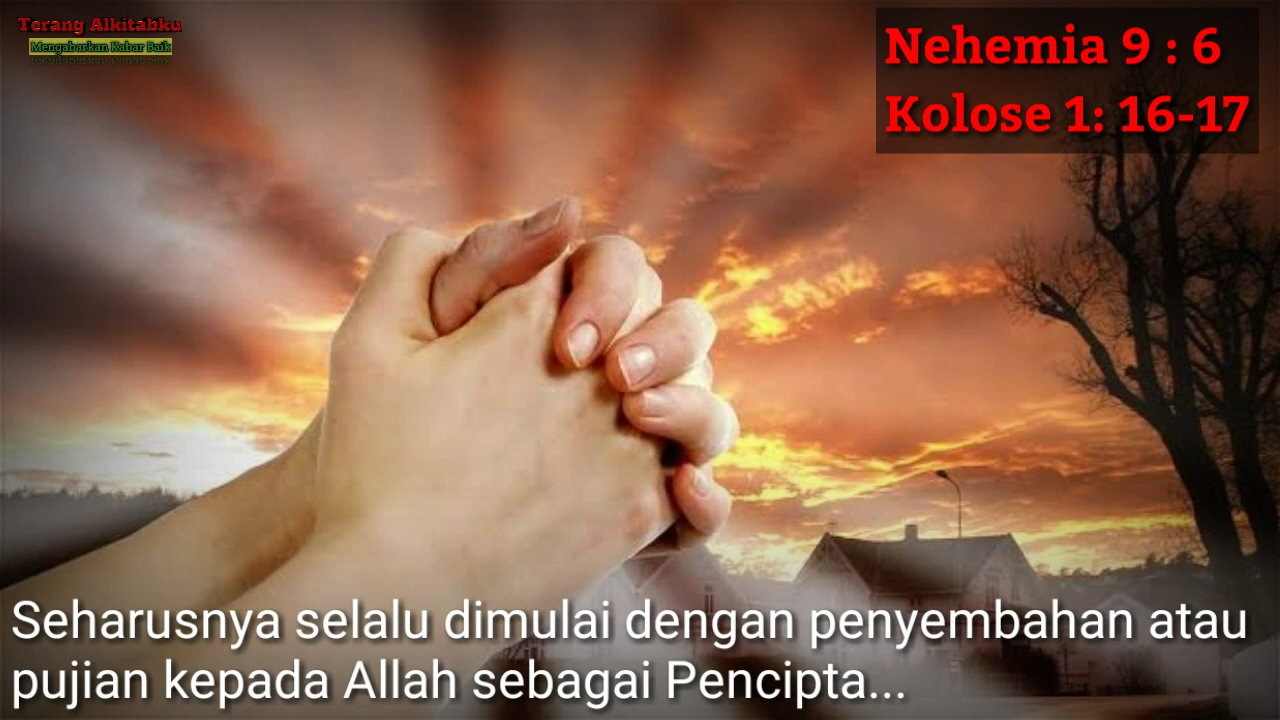 Terang Alkitabku
Mengabarkan Kabar Baik
Nehemia 9 : 6
Kolose 1: 16-17
Seharusnya selalu dimulai dengan penyembahan atau
pujian kepada Allah sebagai Pencipta...